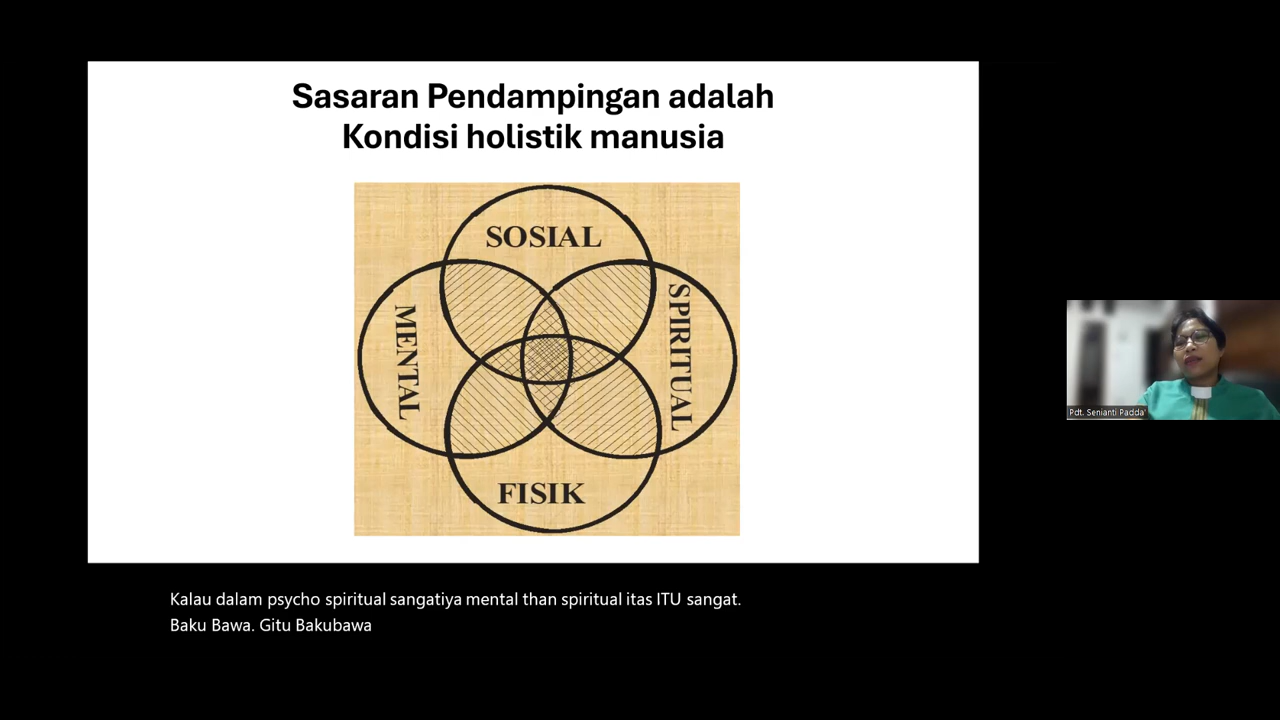 Sasaran Pendampingan adalah
Kondisi holistik manusia
SOSIAL
MENTAL
SPIRITUAL
FISIK
Pdt. Senianti Padda'
Kalau dalam psycho spiritual sangatiya mental than spiritual itas ITU sangat.
Baku Bawa. Gitu Bakubawa